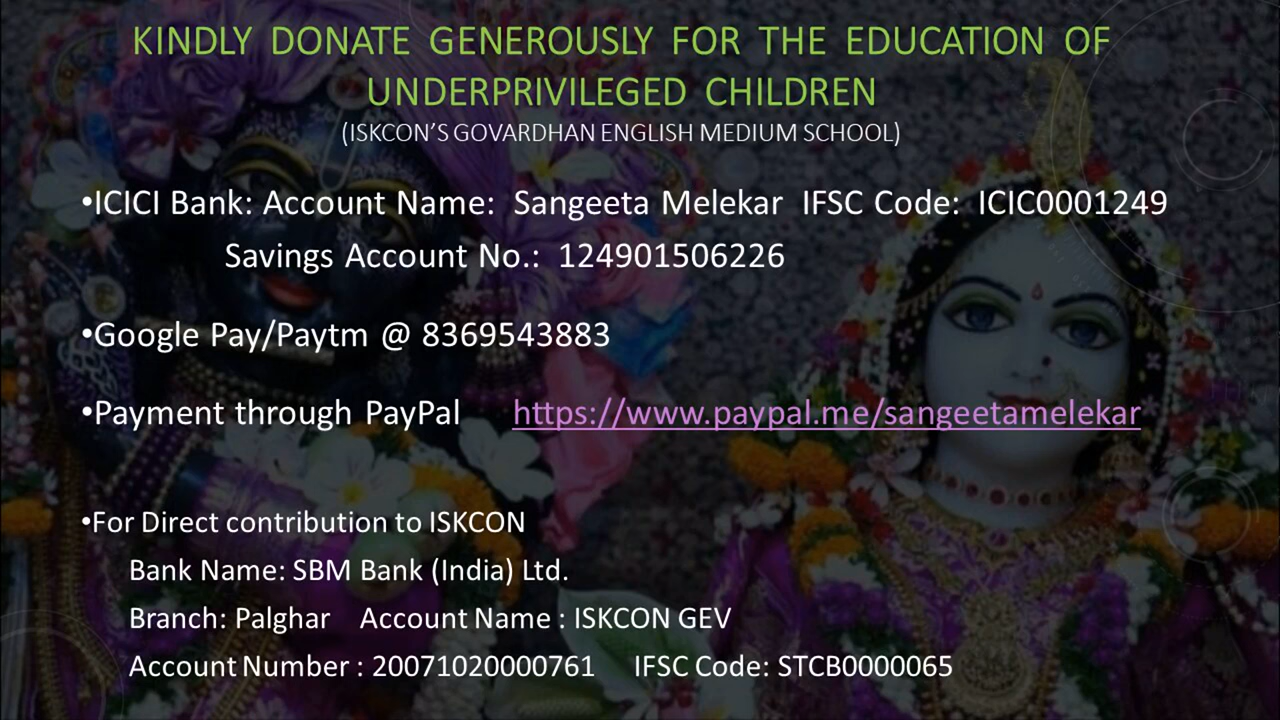 KINDLY DONATE GENEROUSLY FOR THE EDUCATION OF
UNDERPRIVILEGED CHILDREN
(ISKCON'S GOVARDHAN ENGLISH MEDIUM SCHOOL)
•ICICI Bank: Account Name: Sangeeta Melekar IFSC Code: ICIC0001249
Savings Account No.: 124901506226
•Google Pay/Paytm @ 8369543883
•Payment through PayPal https://www.paypal.me/sangeetamelekar
•For Direct contribution to ISKCON
Bank Name: SBM Bank (India) Ltd.
Branch: Palghar Account Name : ISKCON GEV
Account Number : 20071020000761 IFSC Code: STCB0000065